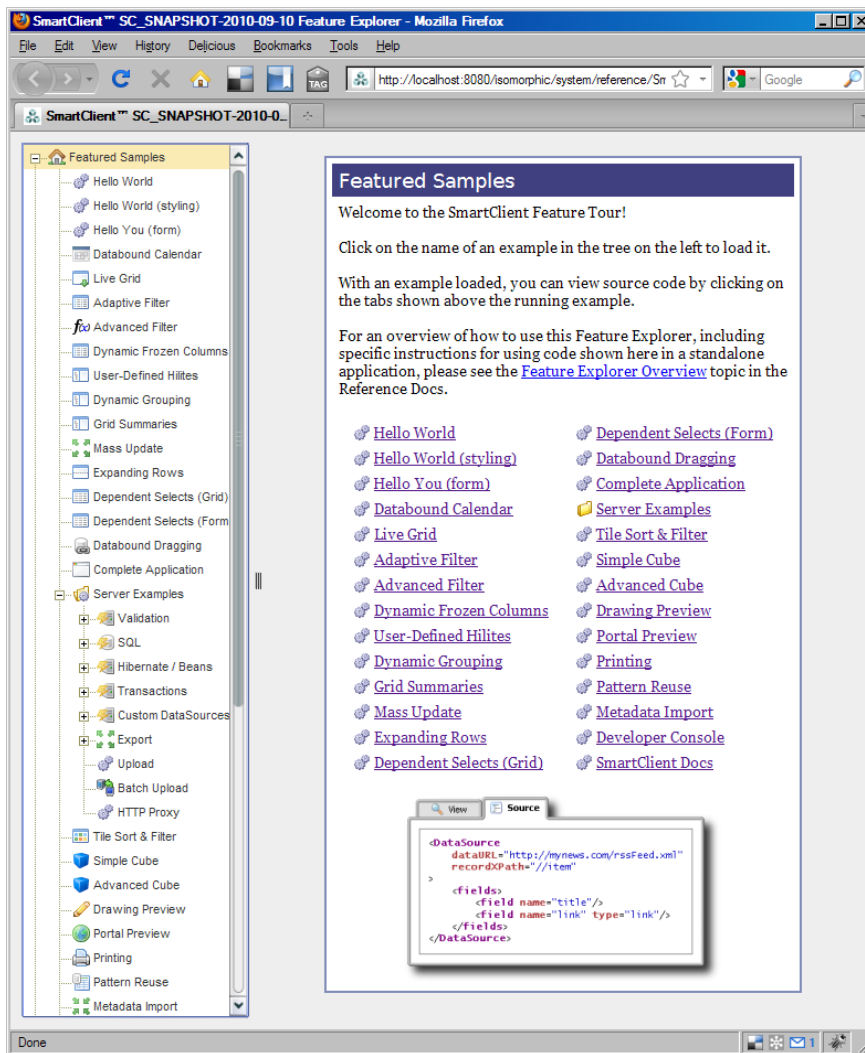 SmartClient™ SC_SNAPSHOT-2010-09-10 Feature Explorer - Mozilla Firefox
File Edit View History Delicious Bookmarks Tools Help
TAG http://localhost:8080/isomorphic/system/reference/Sm Google
SmartClient™ SC_SNAPSHOT-2010-0...
Featured Samples
Hello World
Hello World (styling)
Hello You (form)
Databound Calendar
Live Grid
Adaptive Filter
f(x) Advanced Filter
Dynamic Frozen Columns
User-Defined Hilites
Dynamic Grouping
Grid Summaries
Mass Update
Expanding Rows
Dependent Selects (Grid)
Dependent Selects (Form
Databound Dragging
Complete Application
Server Examples
Validation
SQL
Hibernate / Beans
Transactions
Custom DataSources
Export
Upload
Batch Upload
HTTP Proxy
Tile Sort & Filter
Simple Cube
Advanced Cube
Drawing Preview
Portal Preview
Printing
Pattern Reuse
Metadata Import
Featured Samples
Welcome to the SmartClient Feature Tour!
Click on the name of an example in the tree on the left to load it.
With an example loaded, you can view source code by clicking on
the tabs shown above the running example.
For an overview of how to use this Feature Explorer, including
specific instructions for using code shown here in a standalone
application, please see the Feature Explorer Overview topic in the
Reference Docs.
Hello World
Hello World (styling)
Hello You (form)
Databound Calendar
Live Grid
Adaptive Filter
Advanced Filter
Dynamic Frozen Columns
User-Defined Hilites
Dynamic Grouping
Grid Summaries
Mass Update
Expanding Rows
Dependent Selects (Grid)
Dependent Selects (Form)
Databound Dragging
Complete Application
Server Examples
Tile Sort & Filter
Simple Cube
Advanced Cube
Drawing Preview
Portal Preview
Printing
Pattern Reuse
Metadata Import
Developer Console
SmartClient Docs
View Source
<DataSource
dataURL="http://mynews.com/rssFeed.xml"
recordXPath="//item"
>
<fields>
<field name="title"/>
<field name="link" type="link"/>
</fields>
</DataSource>
Done 1